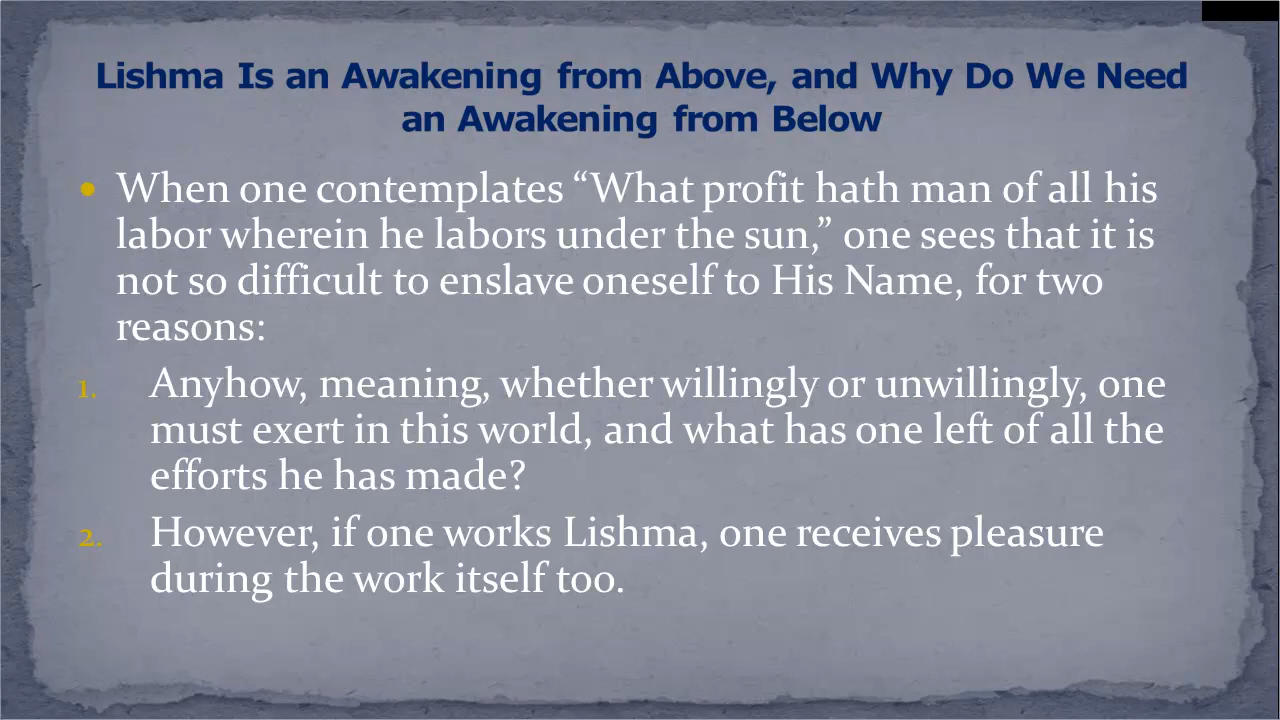 Lishma Is an Awakening from Above, and Why Do We Need
an Awakening from Below
• When one contemplates “What profit hath man of all his
labor wherein he labors under the sun,” one sees that it is
not so difficult to enslave oneself to His Name, for two
reasons:
1. Anyhow, meaning, whether willingly or unwillingly, one
must exert in this world, and what has one left of all the
efforts he has made?
2. However, if one works Lishma, one receives pleasure
during the work itself too.